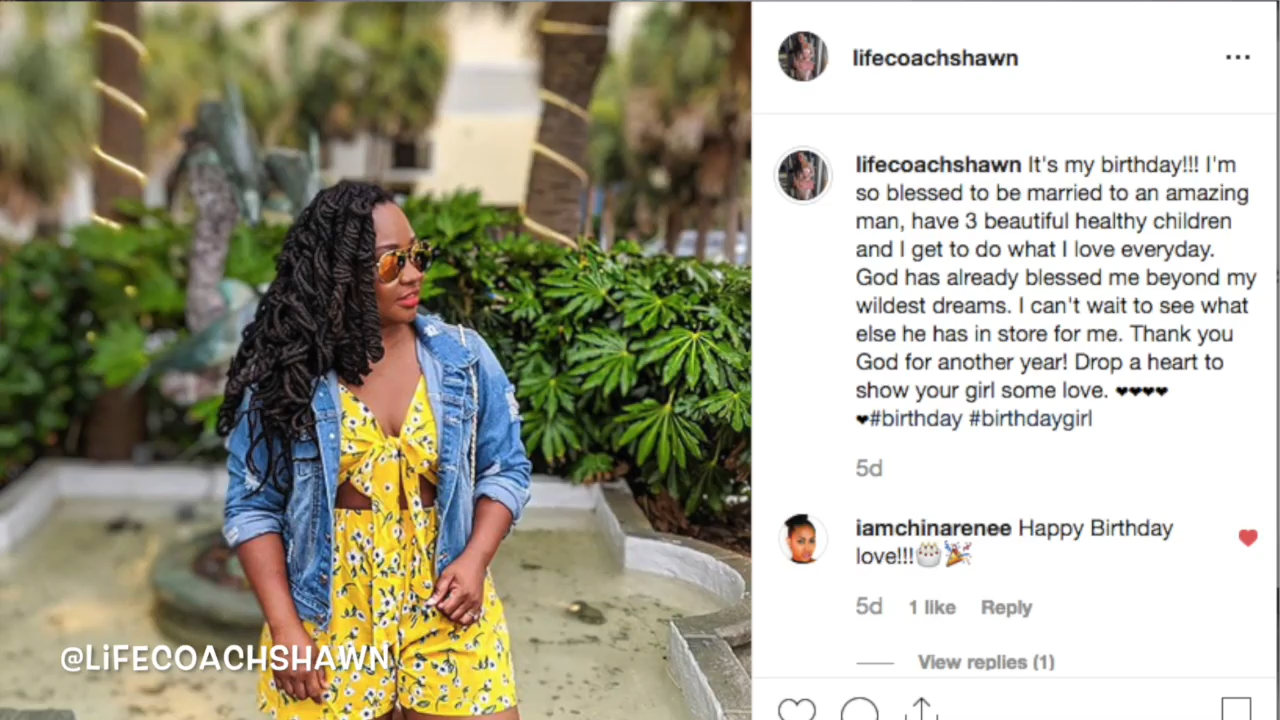 lifecoachshawn
lifecoachshawn It's my birthday!!! I'm
so blessed to be married to an amazing
man, have 3 beautiful healthy children
and I get to do what I love everyday.
God has already blessed me beyond my
wildest dreams. I can't wait to see what
else he has in store for me. Thank you
God for another year! Drop a heart to
show your girl some love. ❤❤❤❤
❤#birthday #birthdaygirl
5d
iamchinarenee Happy Birthday
love!!!🎂🎉
5d 1 like Reply
View replies (1)
@LiFECOACHSHAWN